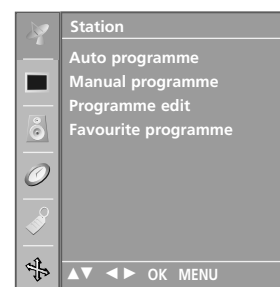 Station
Auto programme
Manual programme
Programme edit
Favourite programme
▲▼ ◄► OK MENU